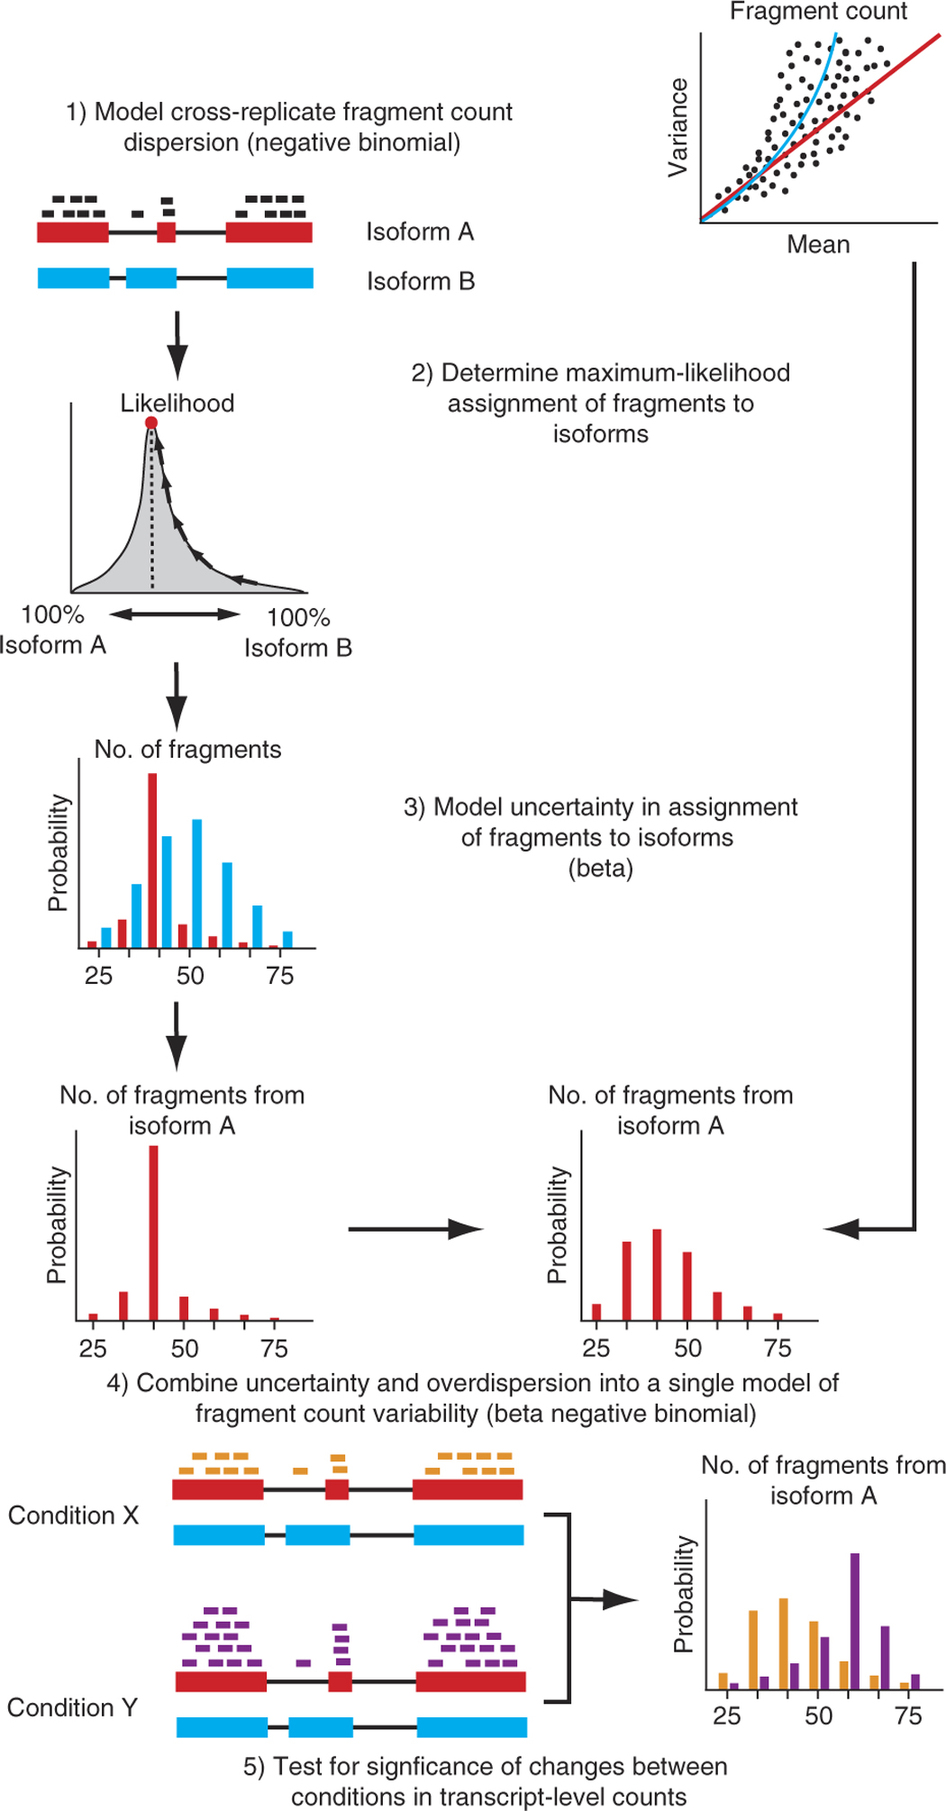 Fragment count
Variance
Mean
1) Model cross-replicate fragment count
dispersion (negative binomial)
Isoform A
Isoform B
2) Determine maximum-likelihood
assignment of fragments to
isoforms
Likelihood
100%
Isoform A
100%
Isoform B
No. of fragments
Probability
25 50 75
3) Model uncertainty in assignment
of fragments to isoforms
(beta)
No. of fragments from
isoform A
Probability
25 50 75
No. of fragments from
isoform A
Probability
25 50 75
4) Combine uncertainty and overdispersion into a single model of
fragment count variability (beta negative binomial)
Condition X
Condition Y
No. of fragments from
isoform A
Probability
25 50 75
5) Test for signficance of changes between
conditions in transcript-level counts